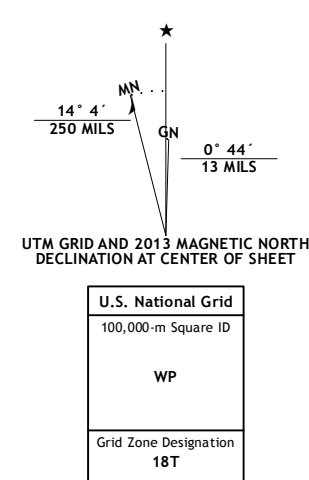 ★
MN
14° 4´
250 MILS
GN
0° 44´
13 MILS
UTM GRID AND 2013 MAGNETIC NORTH
DECLINATION AT CENTER OF SHEET
U.S. National Grid
100,000-m Square ID
WP
Grid Zone Designation
18T